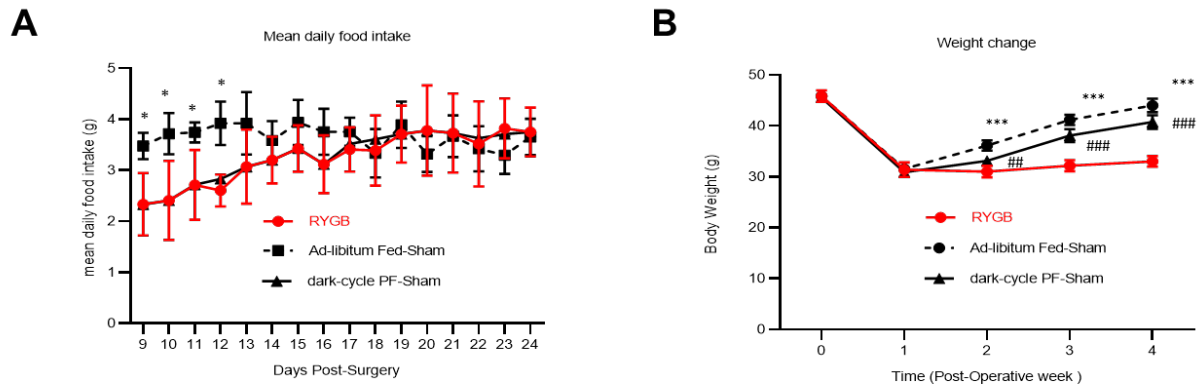 A
Mean daily food intake
mean daily food intake (g)
5
4
3
2
1
0
* * * *
RYGB
Ad-libitum Fed-Sham
dark-cycle PF-Sham
9 10 11 12 13 14 15 16 17 18 19 20 21 22 23 24
Days Post-Surgery
B
Weight change
Body Weight (g)
50
40
30
20
10
0
***
***
***
##
###
###
RYGB
Ad-libitum Fed-Sham
dark-cycle PF-Sham
0 1 2 3 4
Time (Post-Operative week )